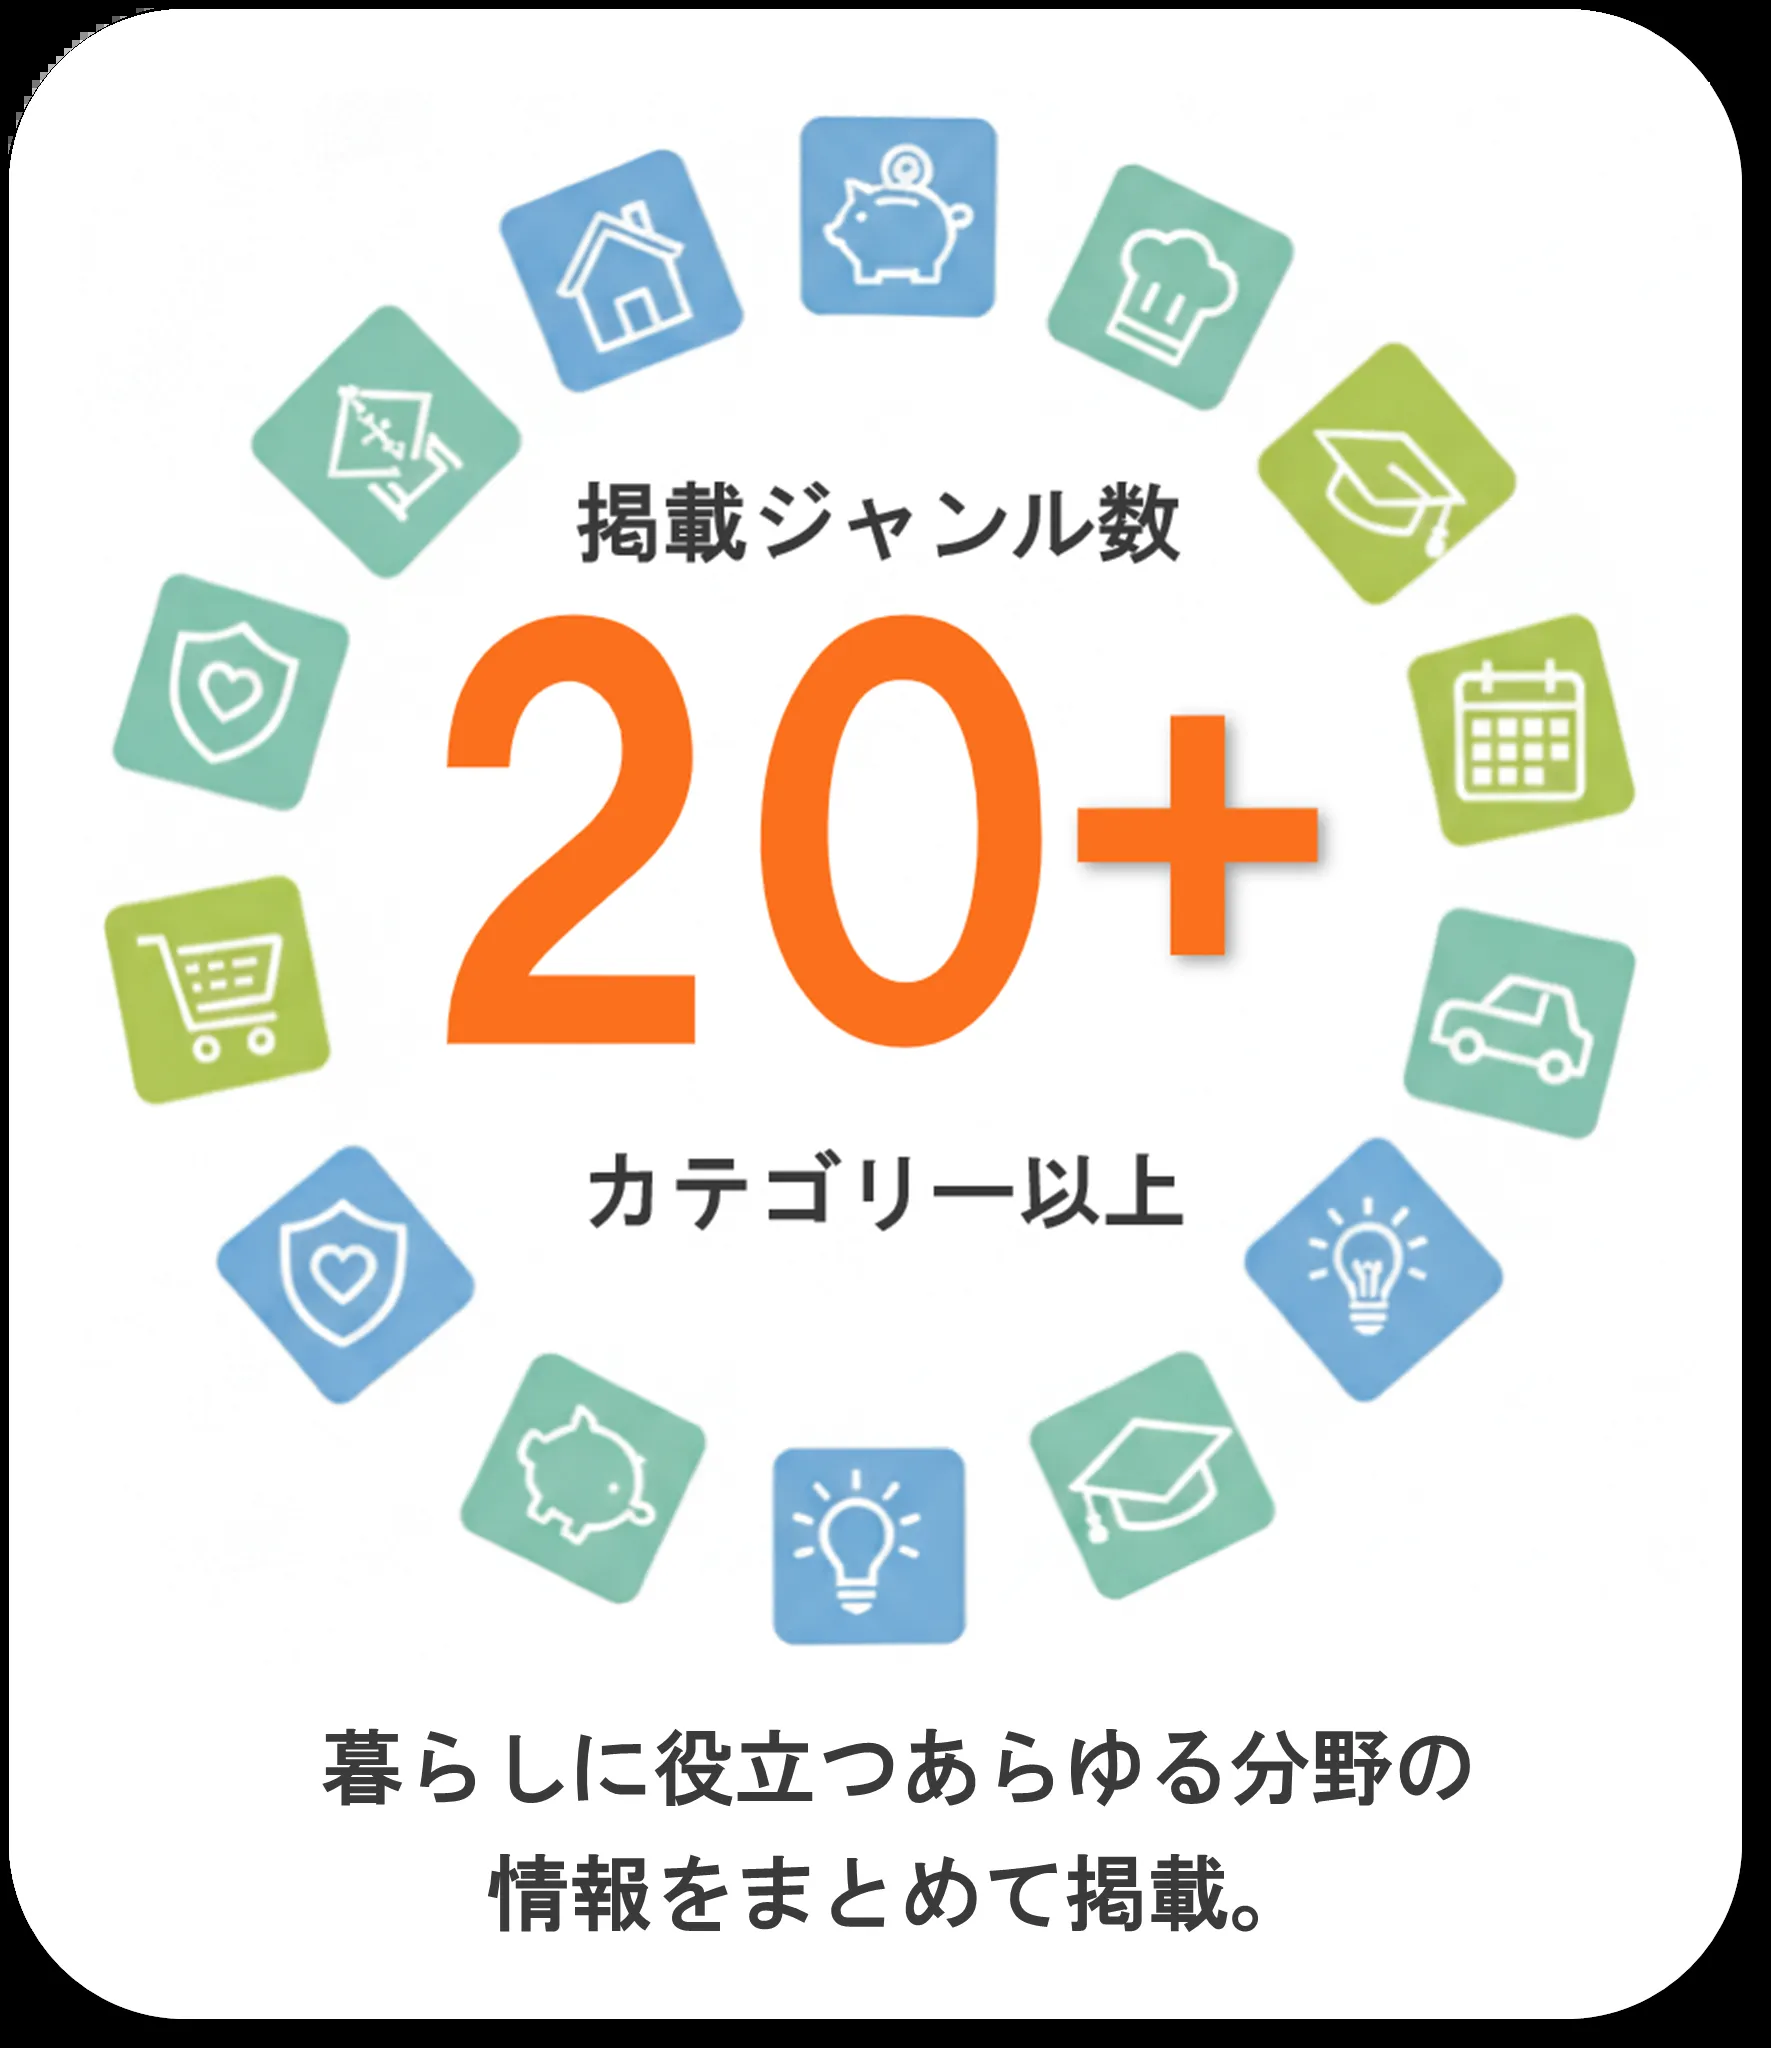 掲載ジャンル数
20+
カテゴリー以上
暮らしに役立つあらゆる分野の
情報をまとめて掲載。